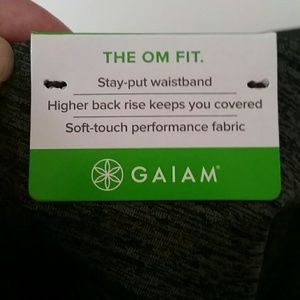 THE OM FIT.
Stay-put waistband
Higher back rise keeps you covered
Soft-touch performance fabric
GAIAM®